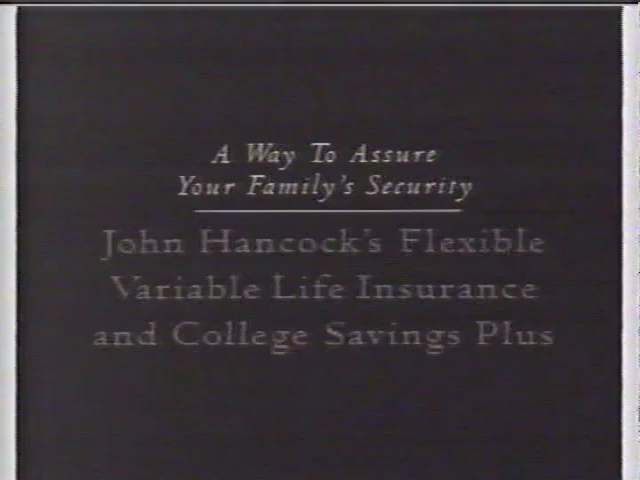 A Way To Assure
Your Family's Security
John Hancock's Flexible
Variable Life Insurance
and College Savings Plus